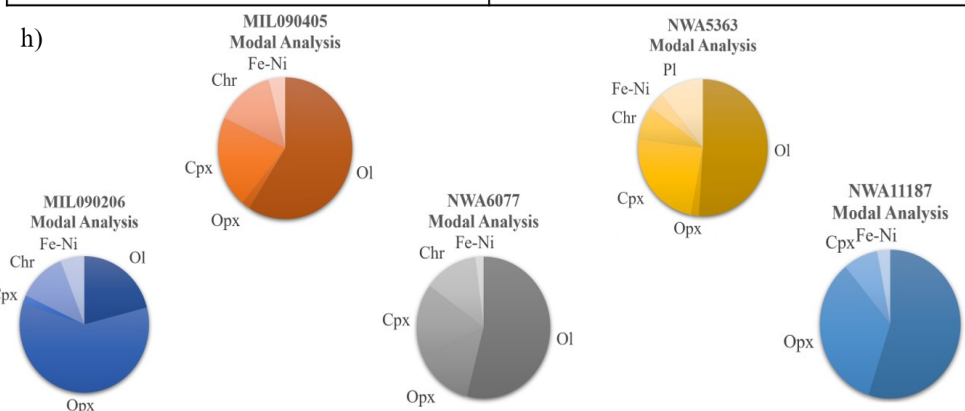 h)
MIL090405
Modal Analysis
Fe-Ni
Chr
Cpx
Opx
Ol
NWA5363
Modal Analysis
Pl
Fe-Ni
Chr
Cpx
Opx
Ol
MIL090206
Modal Analysis
Fe-Ni
Ol
Chr
Opx
NWA6077
Modal Analysis
Fe-Ni
Chr
Cpx
Opx
Ol
NWA11187
Modal Analysis
Fe-Ni
Cpx
Opx
Ol